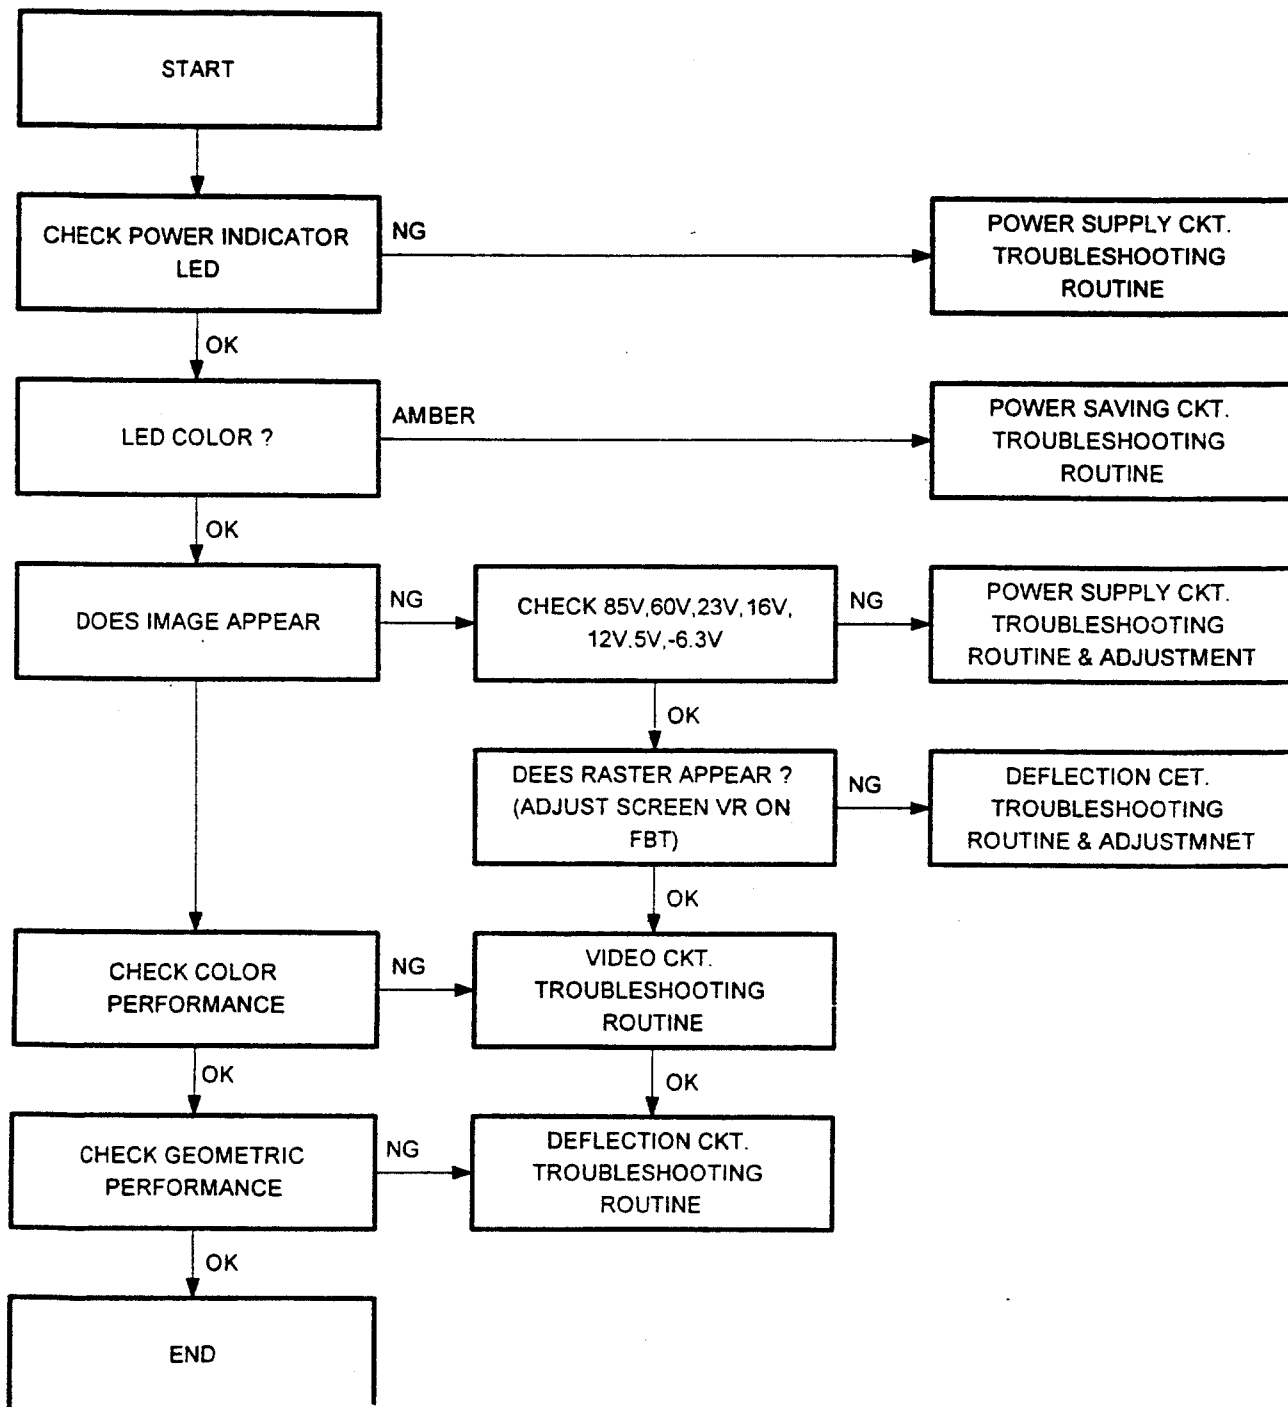 START
CHECK POWER INDICATOR
LED
NG
POWER SUPPLY CKT.
TROUBLESHOOTING
ROUTINE
OK
LED COLOR ?
AMBER
POWER SAVING CKT.
TROUBLESHOOTING
ROUTINE
OK
DOES IMAGE APPEAR
NG
CHECK 85V,60V,23V,16V,
12V.5V,-6.3V
NG
POWER SUPPLY CKT.
TROUBLESHOOTING
ROUTINE & ADJUSTMENT
OK
DEES RASTER APPEAR ?
(ADJUST SCREEN VR ON
FBT)
NG
DEFLECTION CET.
TROUBLESHOOTING
ROUTINE & ADJUSTMNET
OK
CHECK COLOR
PERFORMANCE
NG
VIDEO CKT.
TROUBLESHOOTING
ROUTINE
OK
OK
CHECK GEOMETRIC
PERFORMANCE
NG
DEFLECTION CKT.
TROUBLESHOOTING
ROUTINE
OK
END